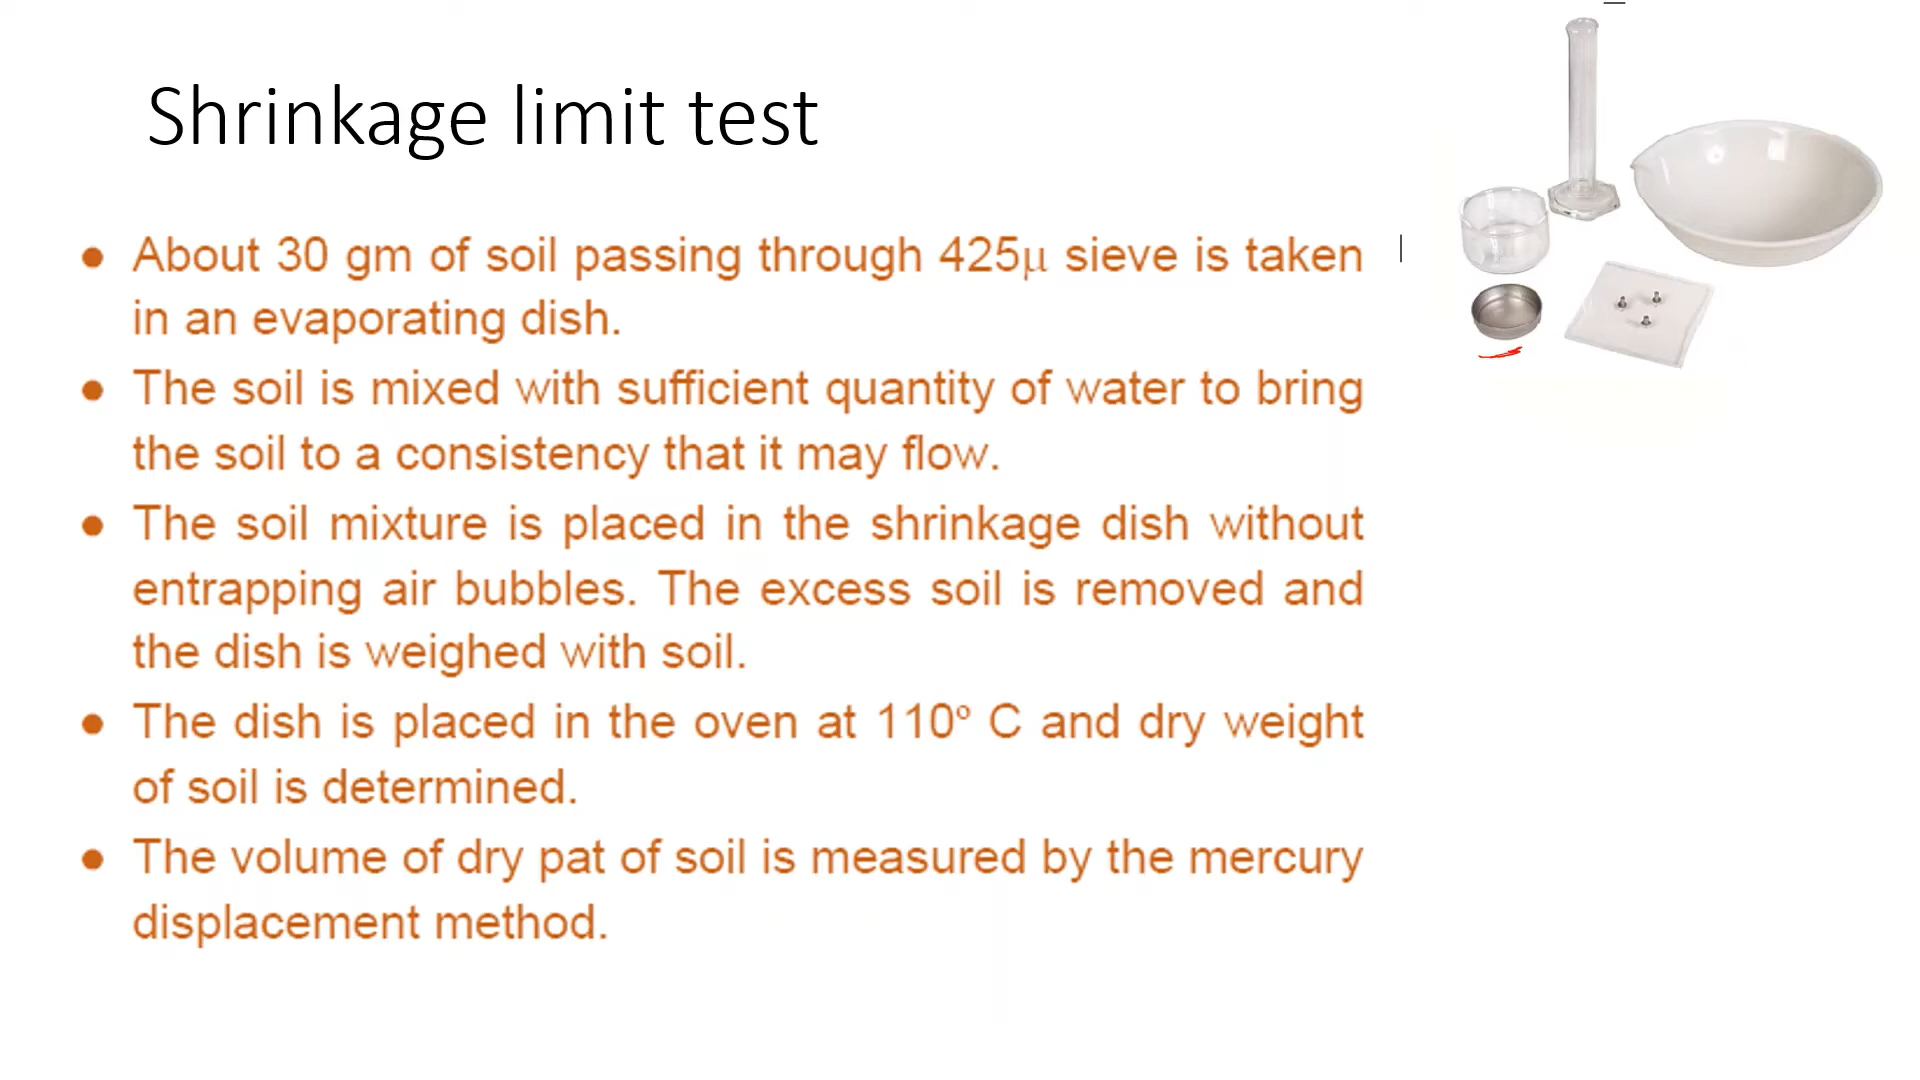 Shrinkage limit test
● About 30 gm of soil passing through 425μ sieve is taken
in an evaporating dish.
● The soil is mixed with sufficient quantity of water to bring
the soil to a consistency that it may flow.
● The soil mixture is placed in the shrinkage dish without
entrapping air bubbles. The excess soil is removed and
the dish is weighed with soil.
● The dish is placed in the oven at 110º C and dry weight
of soil is determined.
● The volume of dry pat of soil is measured by the mercury
displacement method.